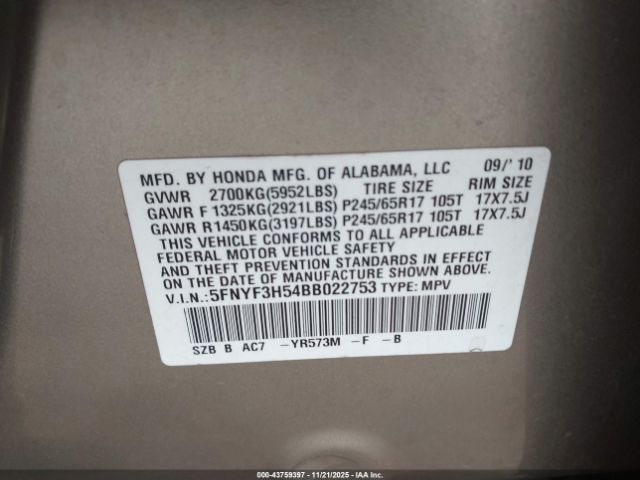 MFD. BY HONDA MFG. OF ALABAMA, LLC 09/' 10
GVWR 2700KG(5952LBS) TIRE SIZE RIM SIZE
GAWR F 1325KG(2921LBS) P245/65R17 105T 17X7.5J
GAWR R1450KG(3197LBS) P245/65R17 105T 17X7.5J
THIS VEHICLE CONFORMS TO ALL APPLICABLE
FEDERAL MOTOR VEHICLE SAFETY
AND THEFT PREVENTION STANDARDS IN EFFECT
ON THE DATE OF MANUFACTURE SHOWN ABOVE.
V.I.N.:5FNYF3H54BB022753 TYPE: MPV
SZB B AC7 -YR573M -F -B
000-43759397 - 11/21/2025 - IAA Inc.